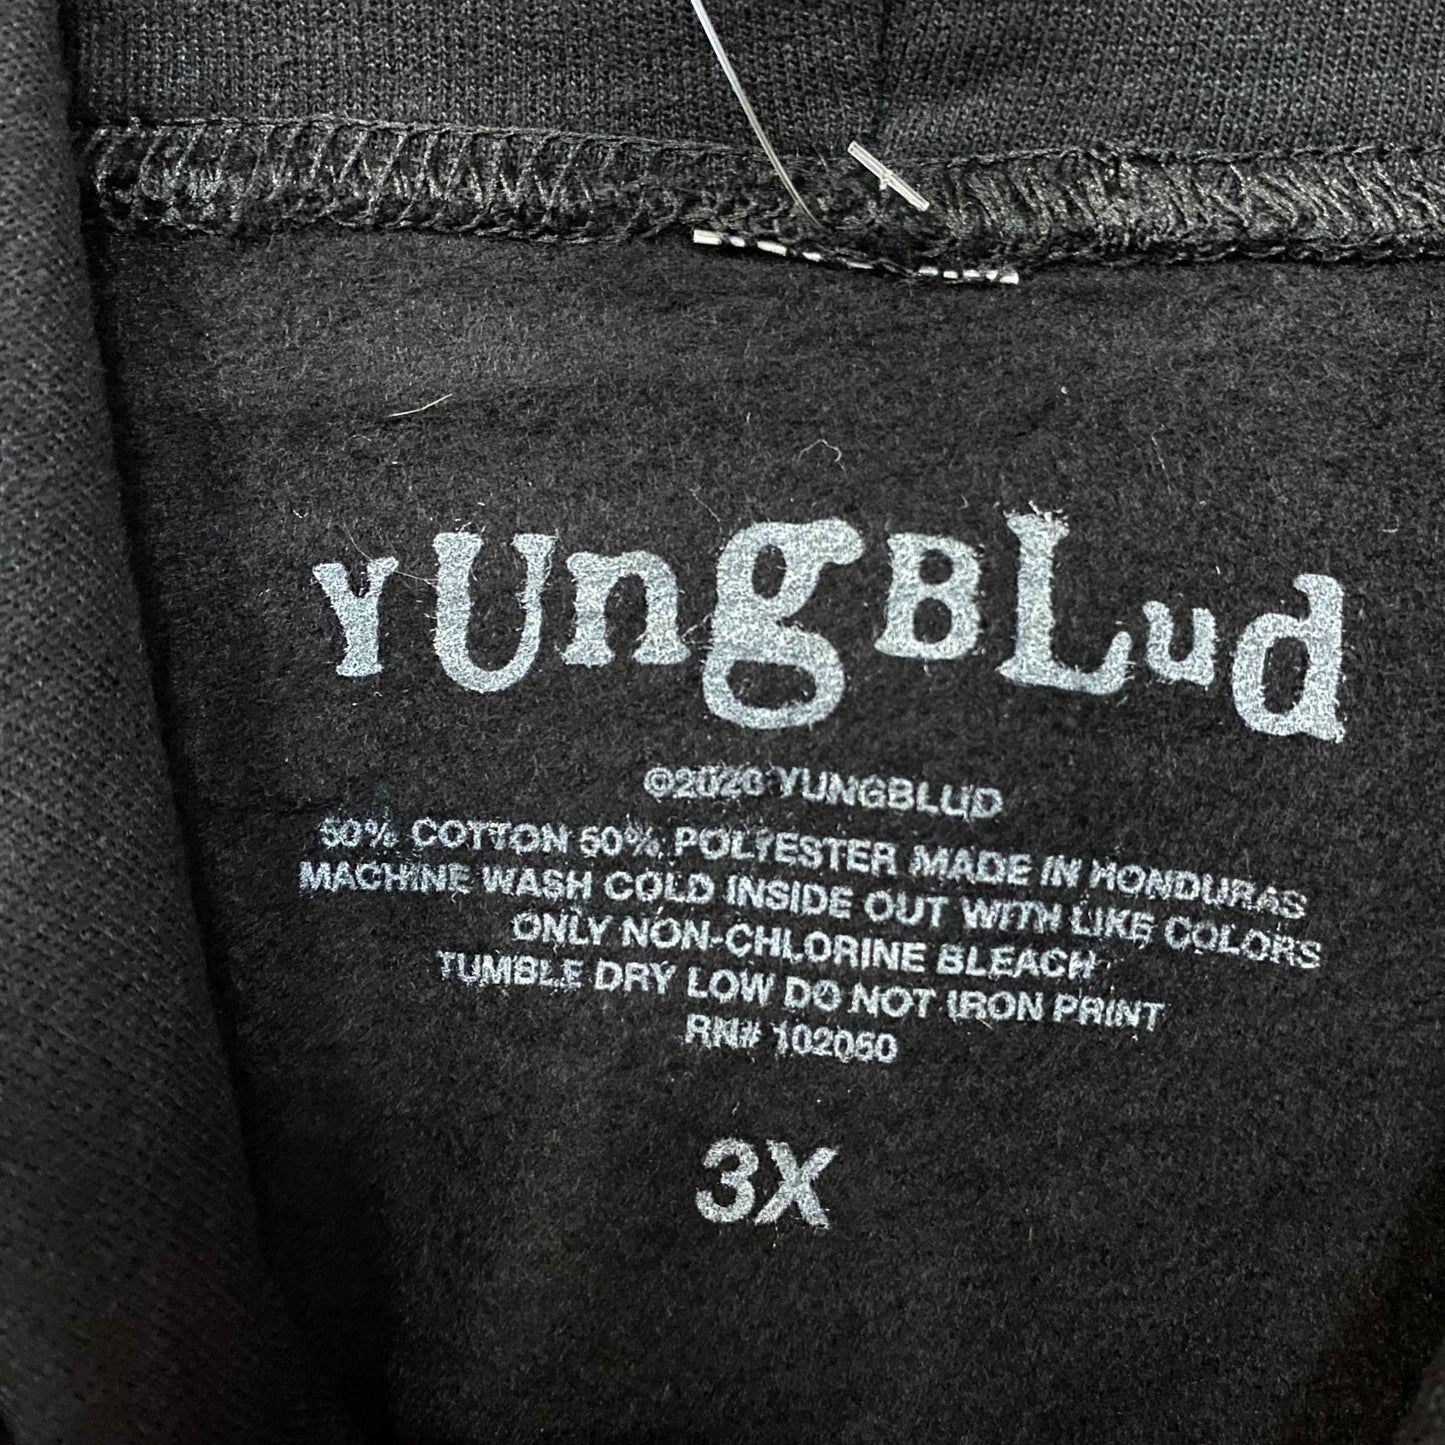 YUngBLud
©2020 YUNGBLUD
50% COTTON 50% POLYESTER MADE IN HONDURAS
MACHINE WASH COLD INSIDE OUT WITH LIKE COLORS
ONLY NON-CHLORINE BLEACH
TUMBLE DRY LOW DO NOT IRON PRINT
RN# 102050
3X